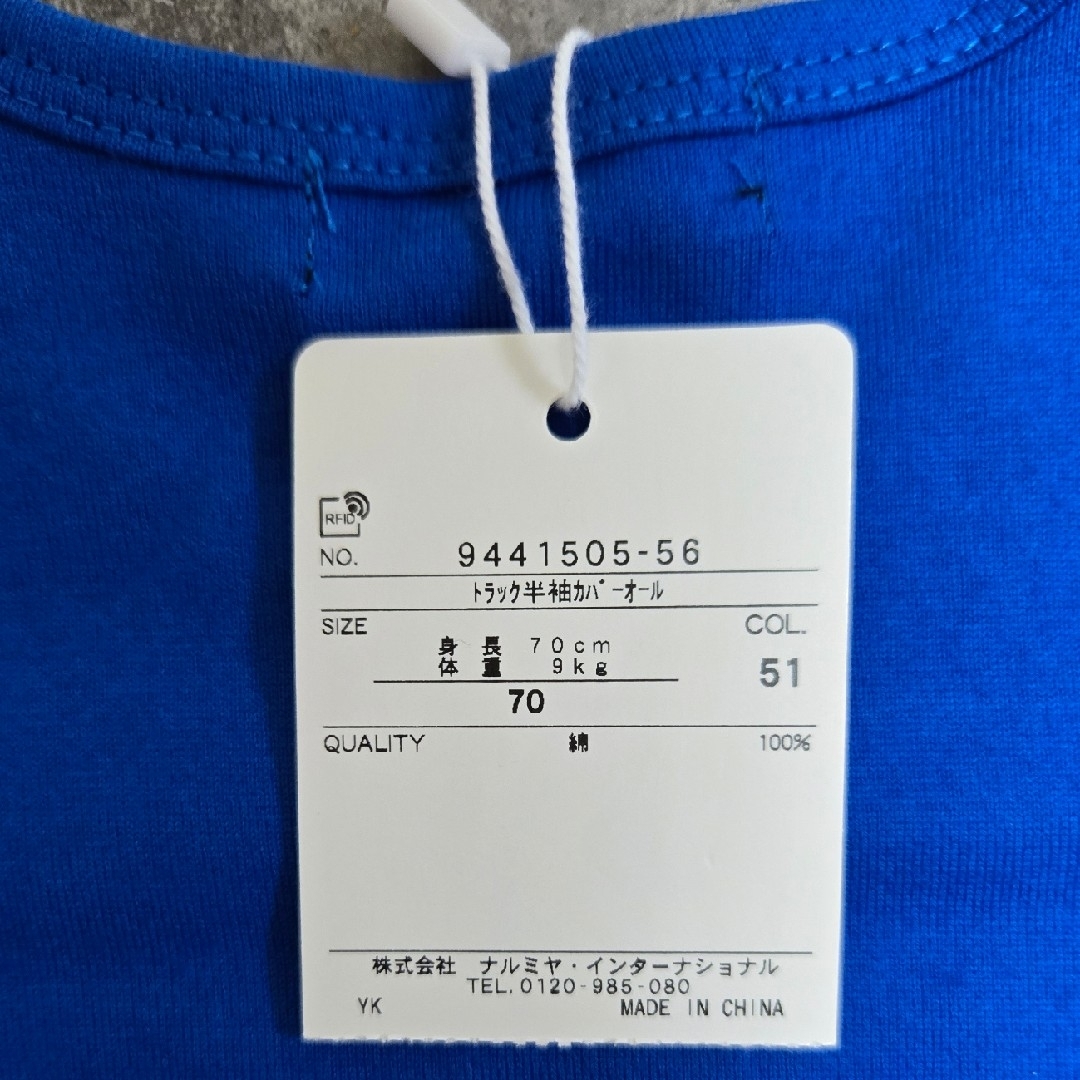 RFID
NO. 9441505-56
トラック半袖カバーオール
SIZE COL.
身長 70cm
体重 9kg
51
70
QUALITY 綿 100%
株式会社 ナルミヤ・インターナショナル
TEL.0120-985-080
YK MADE IN CHINA